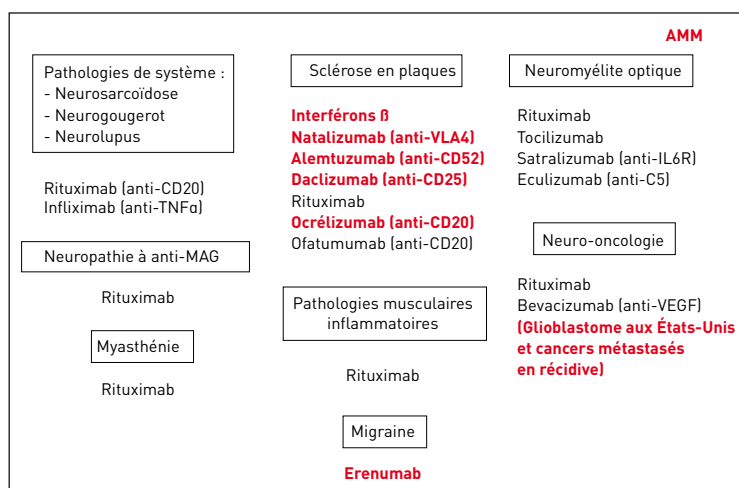 AMM
Pathologies de système :
- Neurosarcoïdose
- Neurogougerot
- Neurolupus
Rituximab (anti-CD20)
Infliximab (anti-TNFα)
Neuropathie à anti-MAG
Rituximab
Myasthénie
Rituximab
Sclérose en plaques
Interférons ß
Natalizumab (anti-VLA4)
Alemtuzumab (anti-CD52)
Daclizumab (anti-CD25)
Rituximab
Ocrélizumab (anti-CD20)
Ofatumumab (anti-CD20)
Pathologies musculaires
inflammatoires
Rituximab
Migraine
Erenumab
Neuromyélite optique
Rituximab
Tocilizumab
Satralizumab (anti-IL6R)
Eculizumab (anti-C5)
Neuro-oncologie
Rituximab
Bevacizumab (anti-VEGF)
(Glioblastome aux États-Unis
et cancers métastasés
en récidive)